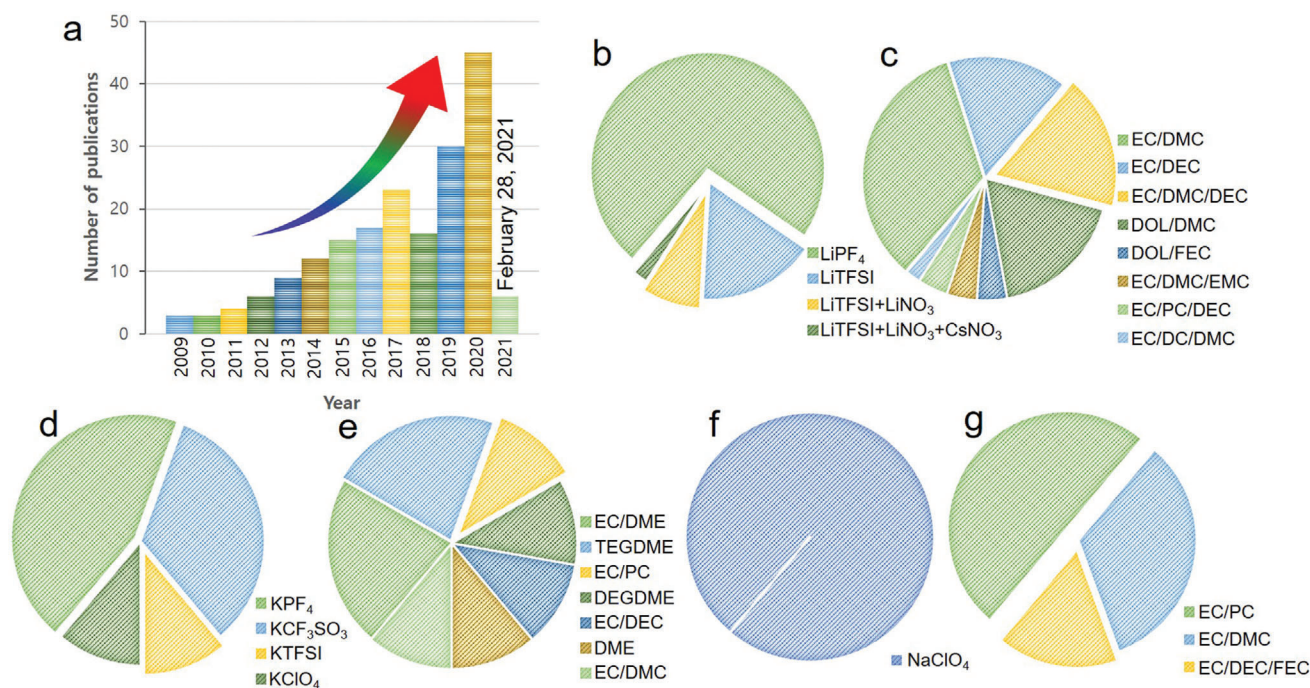 a
Number of publications
50
40
30
20
10
0
February 28, 2021
2009
2010
2011
2012
2013
2014
2015
2016
2017
2018
2019
2020
2021
Year
b
LiPF₄
LiTFSI
LiTFSI+LiNO₃
LiTFSI+LiNO₃+CsNO₃
c
EC/DMC
EC/DEC
EC/DMC/DEC
DOL/DMC
DOL/FEC
EC/DMC/EMC
EC/PC/DEC
EC/DC/DMC
d
KPF₄
KCF₃SO₃
KTFSI
KClO₄
e
EC/DME
TEGDME
EC/PC
DEGDME
EC/DEC
DME
EC/DMC
f
NaClO₄
g
EC/PC
EC/DMC
EC/DEC/FEC